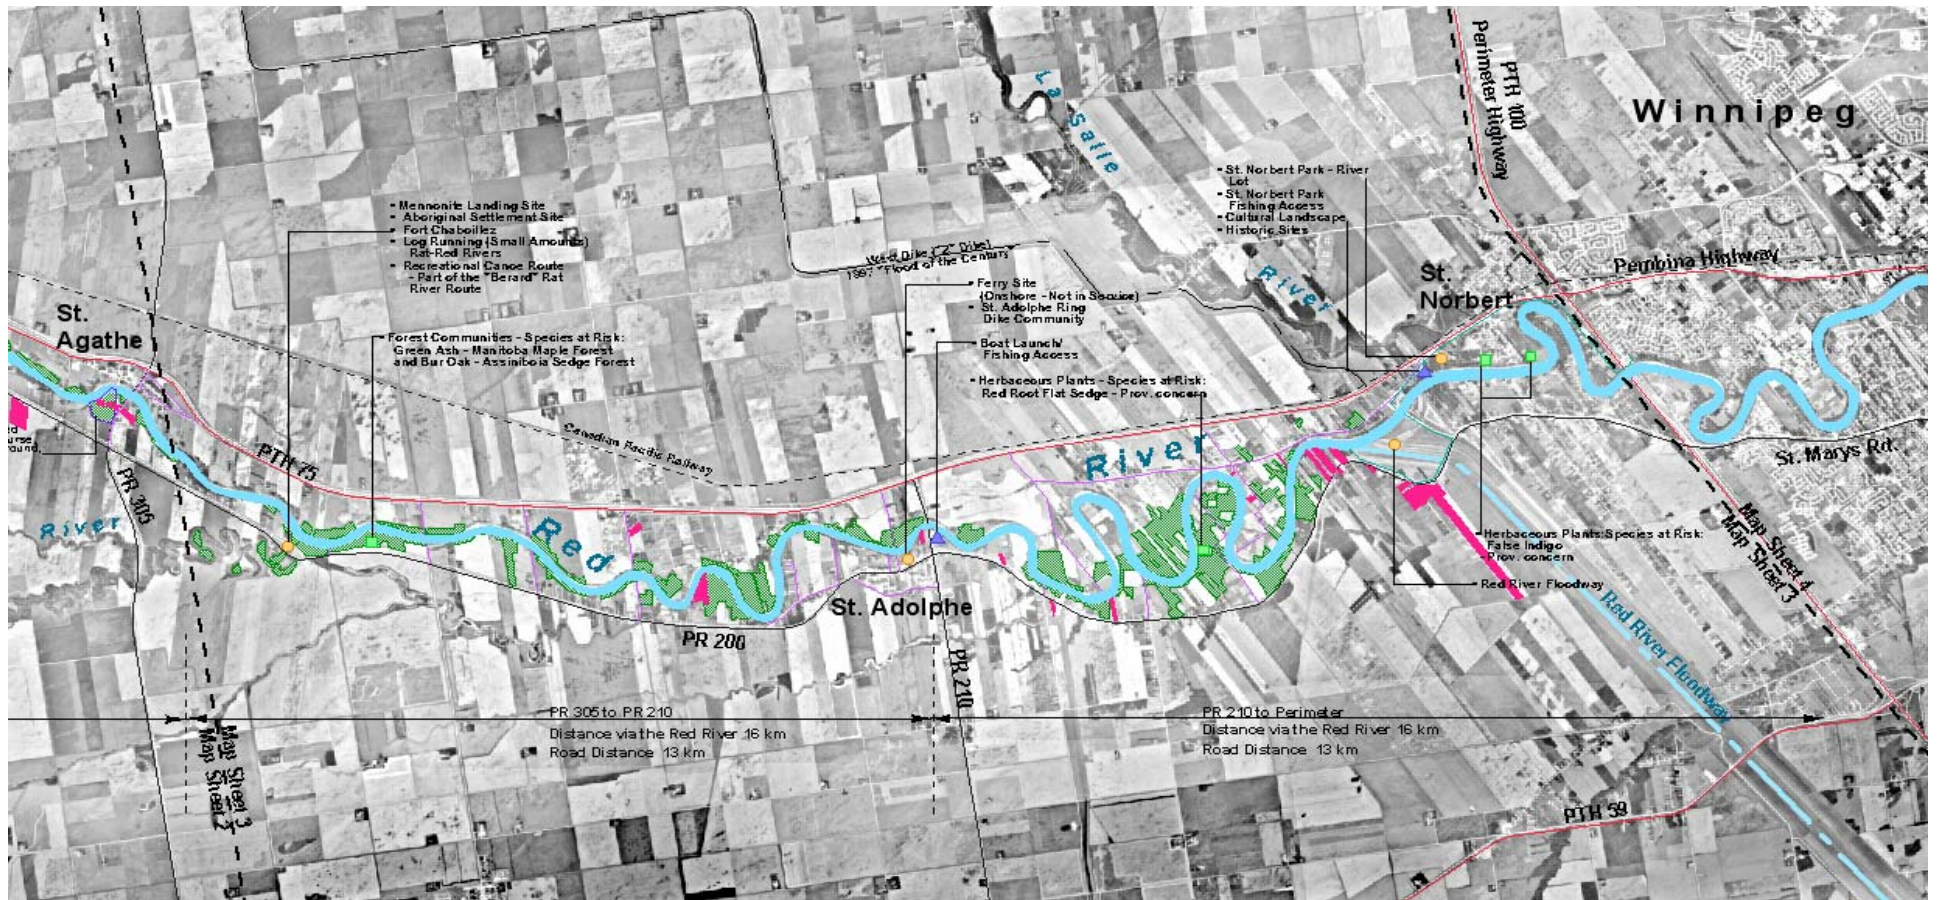 Winnipeg
PTH 100
Perimeter Highway
La Salle
River
• St. Norbert Park - River
Lot
• St. Norbert Park
Fishing Access
• Cultural Landscape
• Historic Sites
• Mennonite Landing Site
• Aboriginal Settlement Site
• Fort Chaboillez
• Log Running (Small Amounts)
Rat-Red Rivers
• Recreational Canoe Route
- Part of the "Berard" Rat
River Route
West Dike ("Z" Dike)
1997 "Flood of the Century"
Pembina Highway
St.
Norbert
• Ferry Site
(Onshore - Not in Service)
• St. Adolphe Ring
Dike Community
• Boat Launch/
Fishing Access
• Herbaceous Plants - Species at Risk:
Red Root Flat Sedge - Prov. concern
St.
Agathe
• Forest Communities - Species at Risk:
Green Ash - Manitoba Maple Forest
and Bur Oak - Assiniboia Sedge Forest
Canadian Pacific Railway
PTH 75
PR 305
River
Red
River
St. Marys Rd.
Map Sheet 4
Map Sheet 3
• Herbaceous Plants: Species at Risk:
False Indigo
- Prov. concern
• Red River Floodway
Red River Floodway
St. Adolphe
PR 200
PR 210
PR 305 to PR 210
Distance via the Red River 16 km
Road Distance 13 km
PR 210 to Perimeter
Distance via the Red River 16 km
Road Distance 13 km
Map Sheet 3
Map Sheet 2
PTH 59